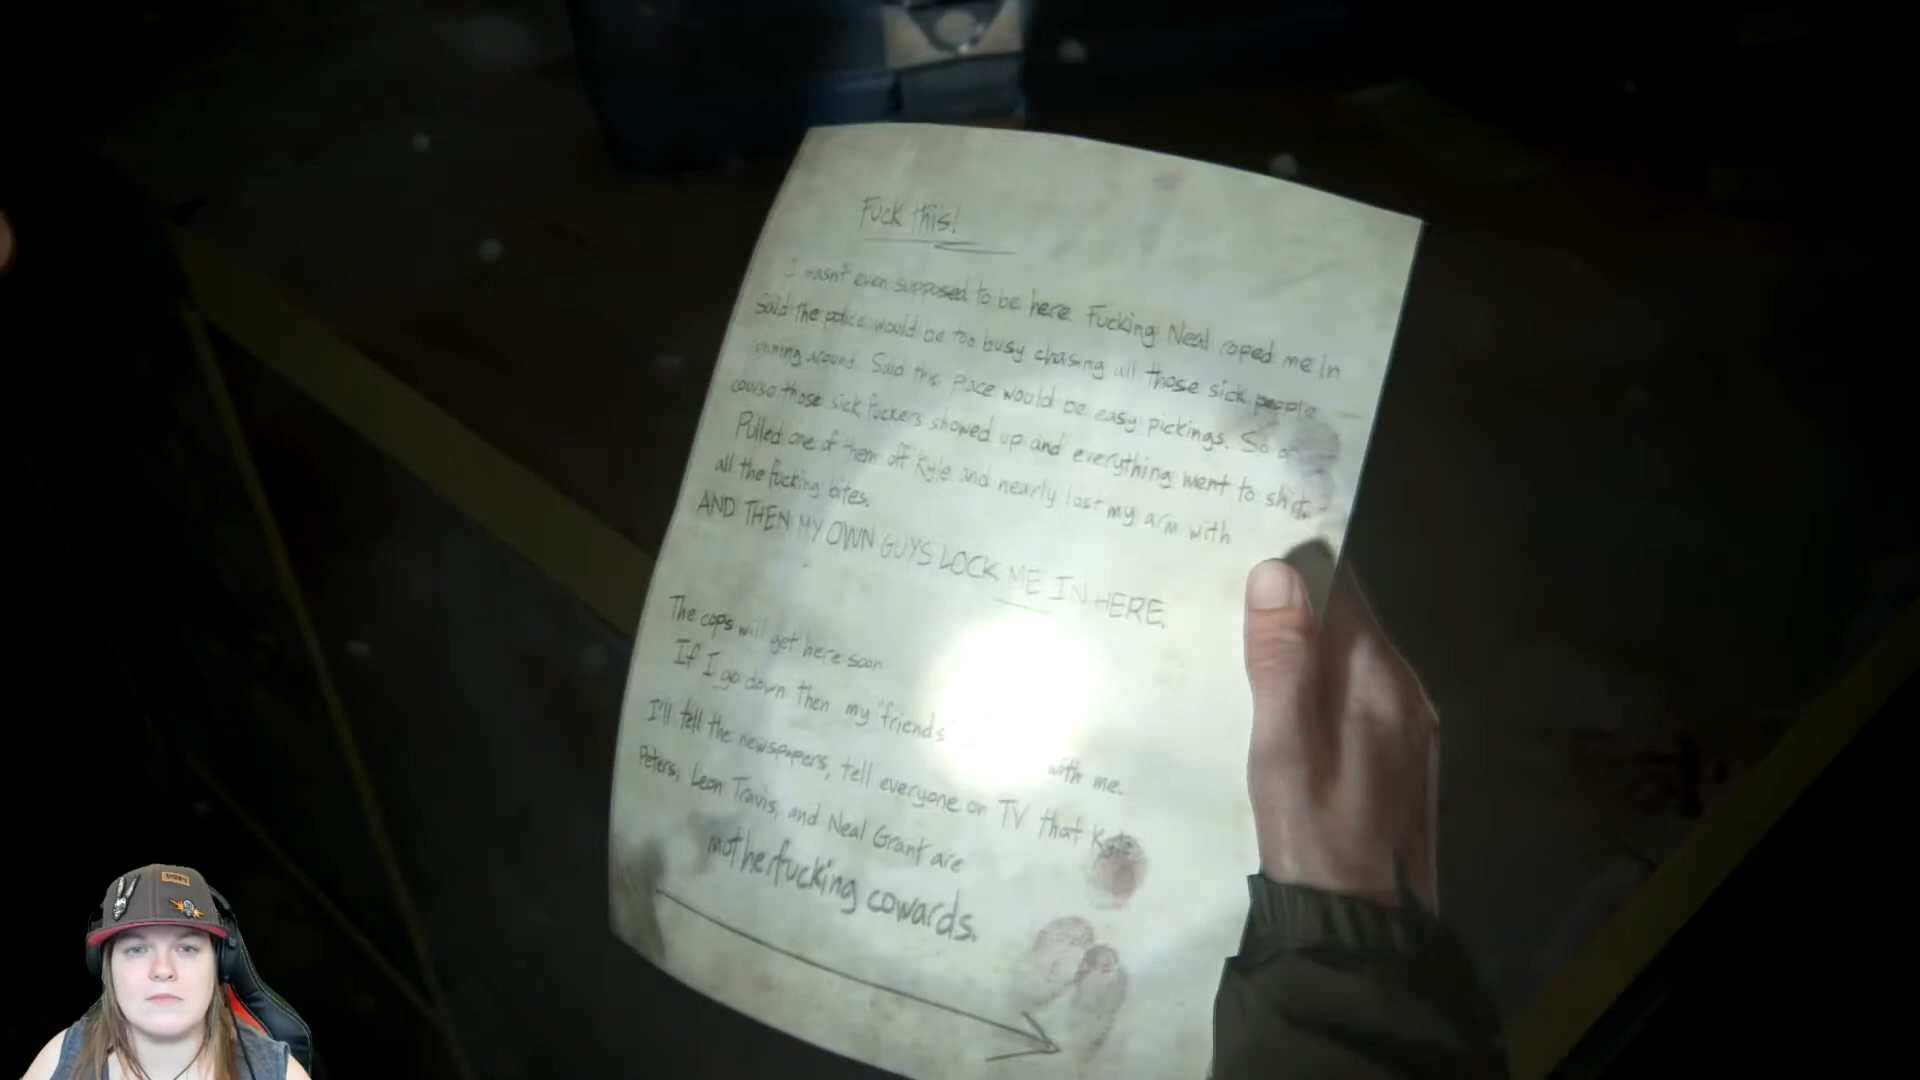 Fuck this!
I wasn't even supposed to be here. Fucking Neal roped me in
Said the police would be too busy chasing all those sick people
running around. Said this place would be easy pickings. So of
course those sick fuckers showed up and everything went to shit.
Pulled one of them off Kyle and nearly lost my arm with
all the fucking bites.
AND THEN MY OWN GUYS LOCK ME IN HERE.
The cops will get here soon
If I go down then my "friends" with me.
I'll tell the newspapers, tell everyone on TV that Kyle
Peters, Leon Travis, and Neal Grant are
motherfucking cowards.